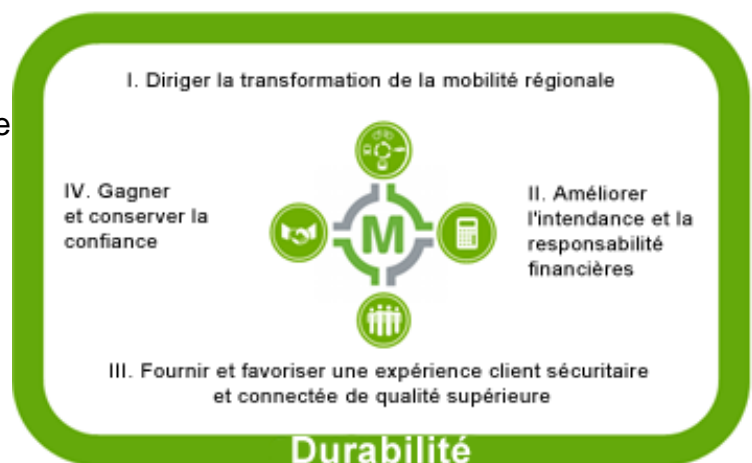 I. Diriger la transformation de la mobilité régionale
e
IV. Gagner
et conserver la
confiance
M
II. Améliorer
l'intendance et la
responsabilité
financières
III. Fournir et favoriser une expérience client sécuritaire
et connectée de qualité supérieure
Durabilité